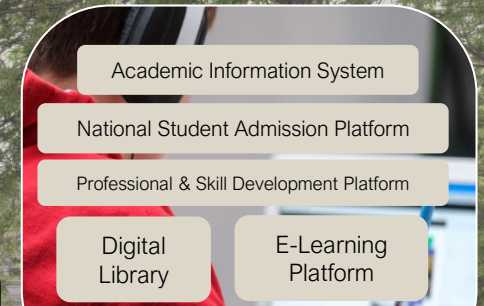 Academic Information System
National Student Admission Platform
Professional & Skill Development Platform
Digital
Library
E-Learning
Platform